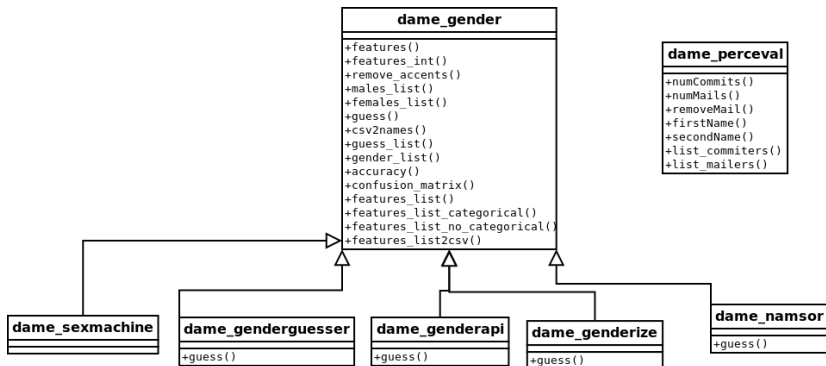 dame_gender
+features()
+features_int()
+remove_accents()
+males_list()
+females_list()
+guess()
+csv2names()
+guess_list()
+gender_list()
+accuracy()
+confusion_matrix()
+features_list()
+features_list_categorical()
+features_list_no_categorical()
+features_list2csv()
dame_perceval
+numCommits()
+numMails()
+removeMail()
+firstName()
+secondName()
+list_commiters()
+list_mailers()
dame_sexmachine
dame_genderguesser
+guess()
dame_genderapi
+guess()
dame_genderize
+guess()
dame_namsor
+guess()